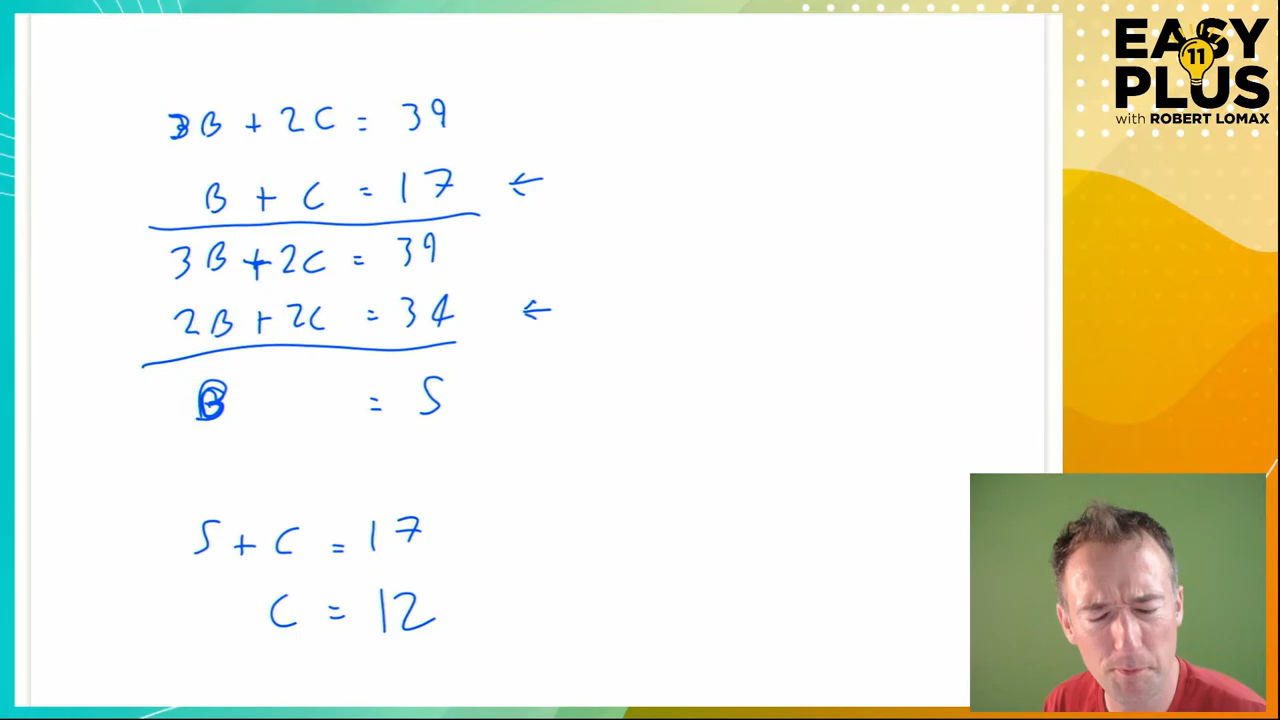 EASY
11
PLUS
with ROBERT LOMAX
3B + 2C = 39
B + C = 17 ←
3B + 2C = 39
2B + 2C = 34 ←
B = 5
5 + C = 17
C = 12